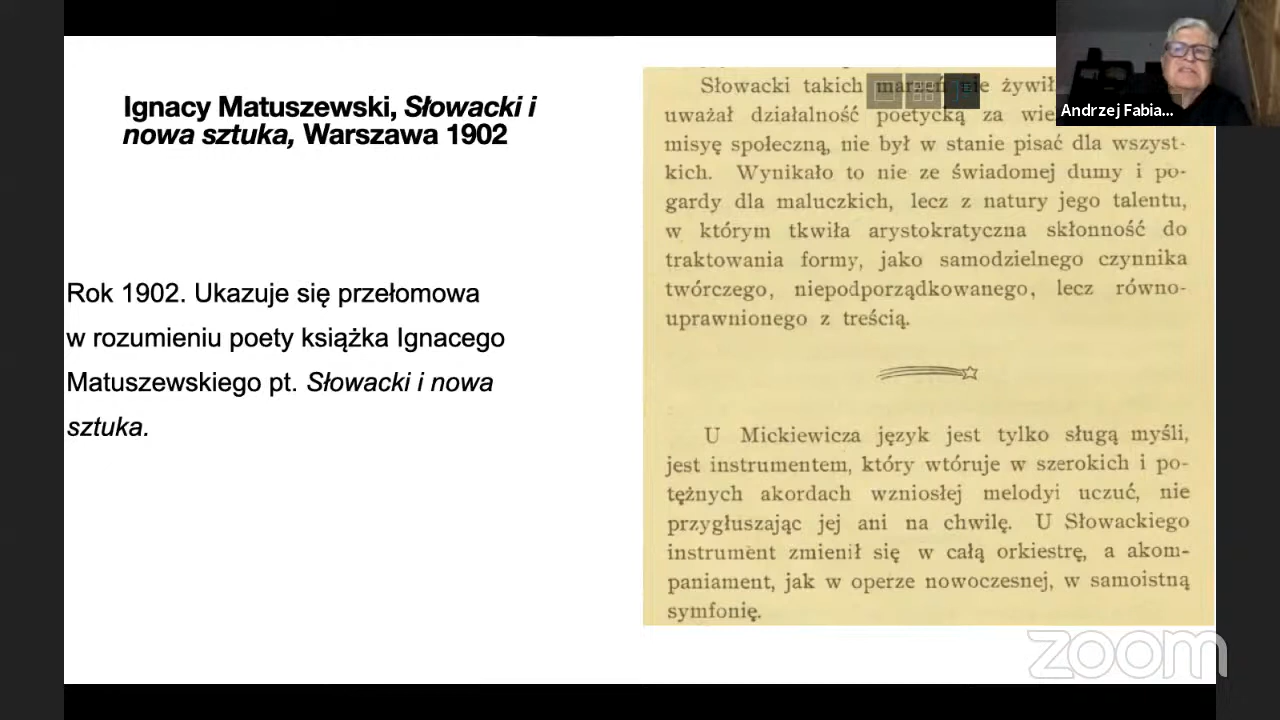 Ignacy Matuszewski, Słowacki i
nowa sztuka, Warszawa 1902
Rok 1902. Ukazuje się przełomowa
w rozumieniu poety książka Ignacego
Matuszewskiego pt. Słowacki i nowa
sztuka.
Słowacki takich marzeń nie żywił
uważał działalność poetycką za
misyę społeczną, nie był w stanie pisać dla wszyst-
kich. Wynikało to nie ze świadomej dumy i po-
gardy dla maluczkich, lecz z natury jego talentu,
w którym tkwiła arystokratyczna skłonność do
traktowania formy, jako samodzielnego czynnika
twórczego, niepodporządkowanego, lecz równo-
uprawnionego z treścią.
U Mickiewicza język jest tylko sługą myśli,
jest instrumentem, który wtóruje w szerokich i po-
tężnych akordach wzniosłej melodyi uczuć, nie
przygłuszając jej ani na chwilę. U Słowackiego
instrument zmienił się w całą orkiestrę, a akom-
paniament, jak w operze nowoczesnej, w samoistną
symfonię.
Andrzej Fabia...
zoom